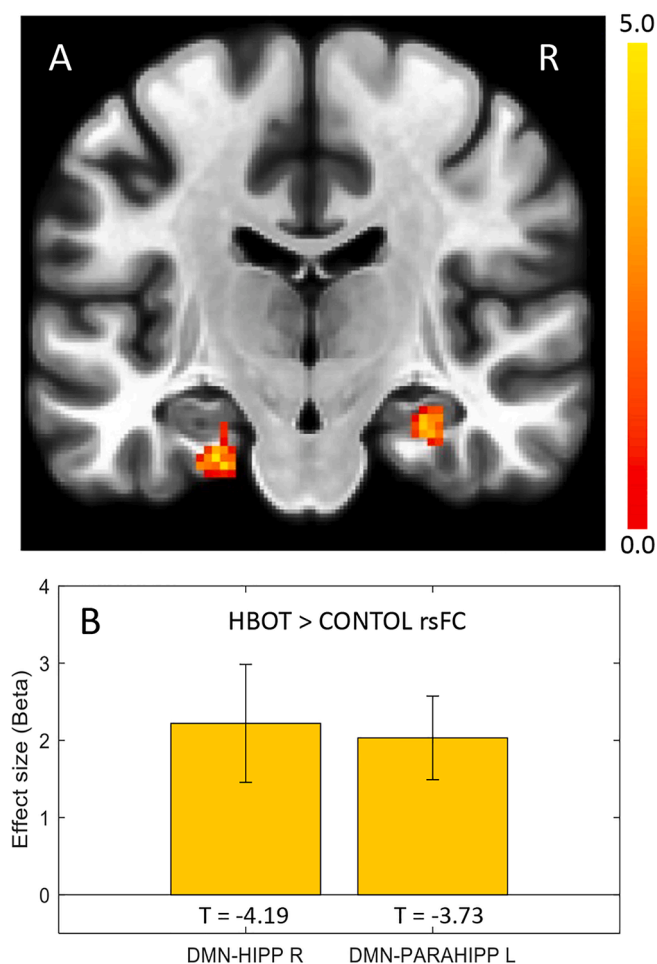 A
R
5.0
0.0
B
HBOT > CONTOL rsFC
Effect size (Beta)
4
3
2
1
0
T = -4.19
T = -3.73
DMN-HIPP R
DMN-PARAHIPP L